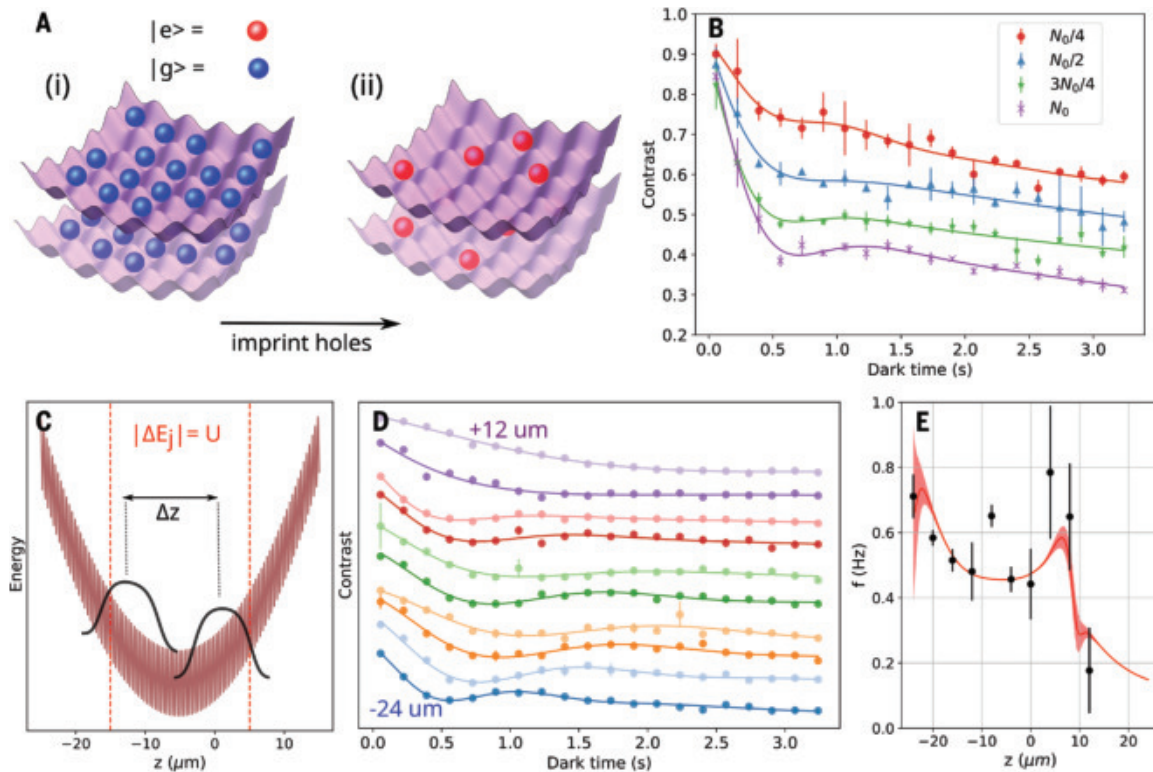 A
|e> =
|g> =
(i)
(ii)
imprint holes
B
N₀/4
N₀/2
3N₀/4
N₀
Contrast
1.0
0.9
0.8
0.7
0.6
0.5
0.4
0.3
0.2
0.0 0.5 1.0 1.5 2.0 2.5 3.0
Dark time (s)
C
|ΔEⱼ| = U
Δz
Energy
−20 −10 0 10
z (μm)
D
+12 um
-24 um
Contrast
0.0 0.5 1.0 1.5 2.0 2.5 3.0
Dark time (s)
E
f (Hz)
1.0
0.8
0.6
0.4
0.2
0.0
−20 −10 0 10 20
z (μm)